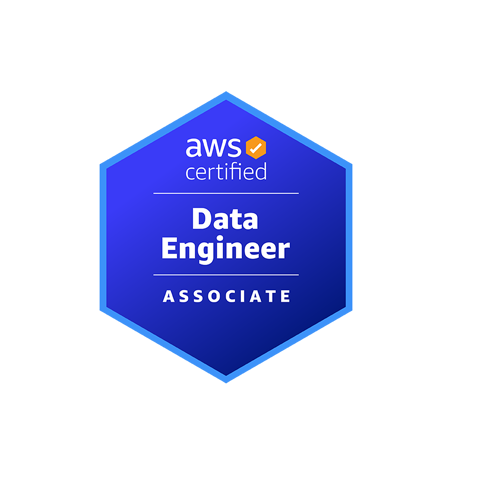 aws
certified
Data
Engineer
ASSOCIATE